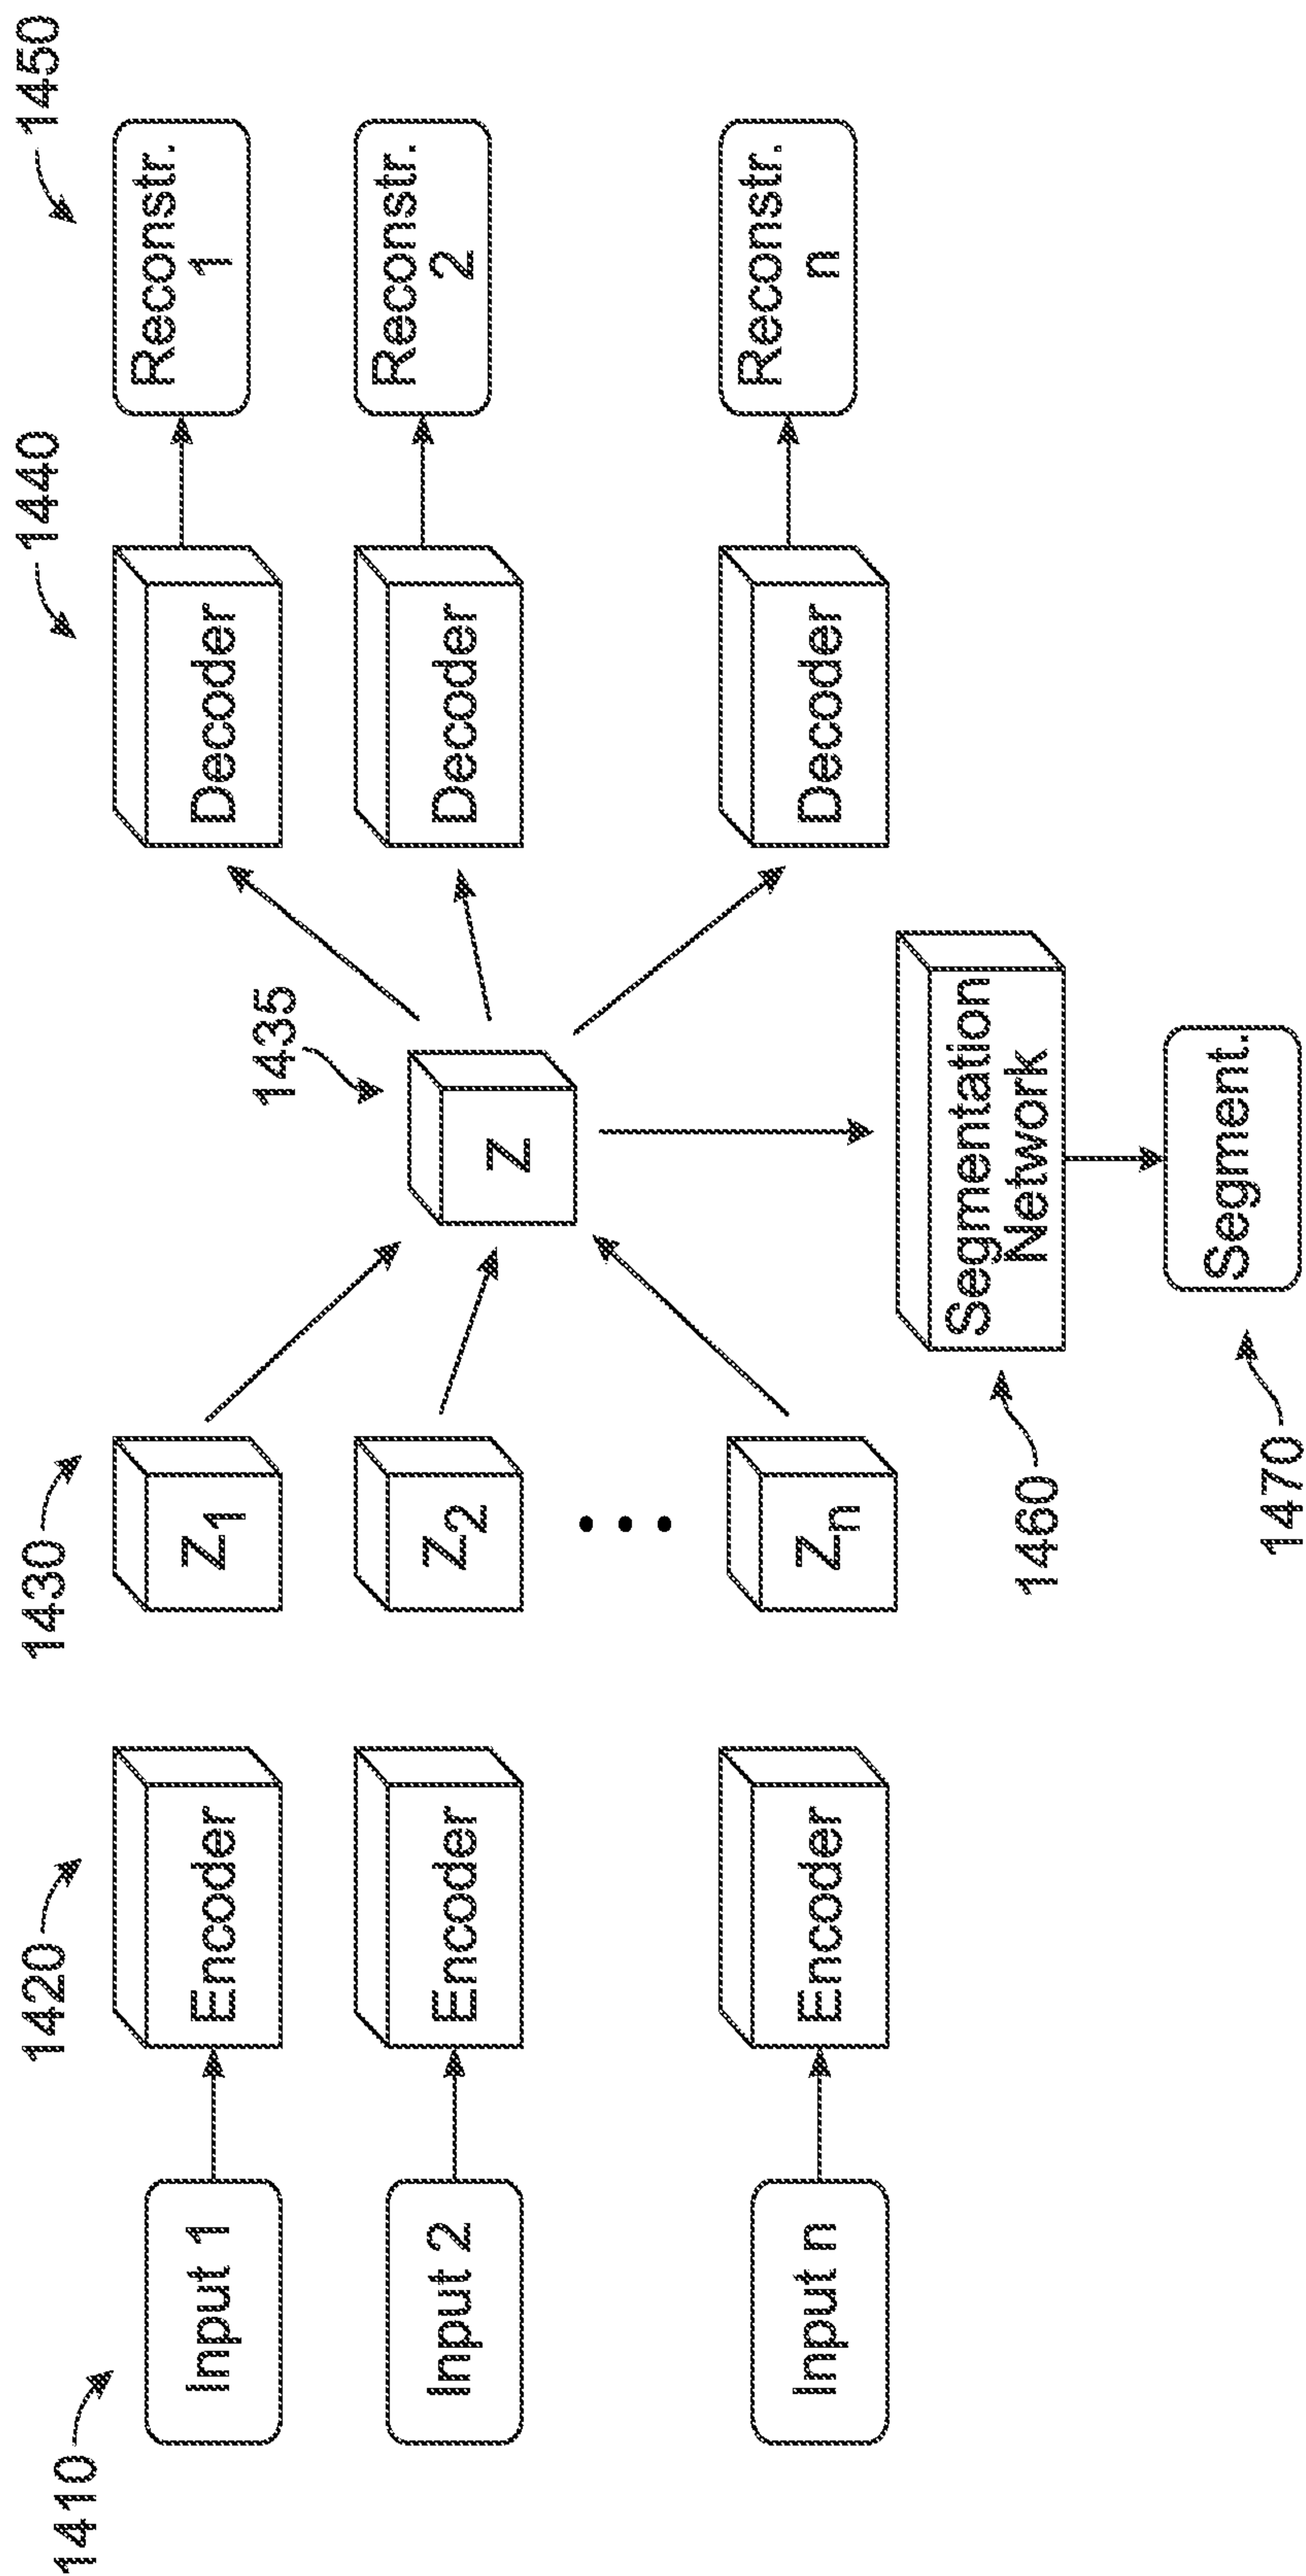 1410
1420
1430
1435
1440
1450
Input 1
Encoder
Z1
Decoder
Reconstr.
1
Input 2
Encoder
Z2
Z
Decoder
Reconstr.
2
Input n
Encoder
Zn
Decoder
Reconstr.
n
1460
Segmentation
Network
1470
Segment.